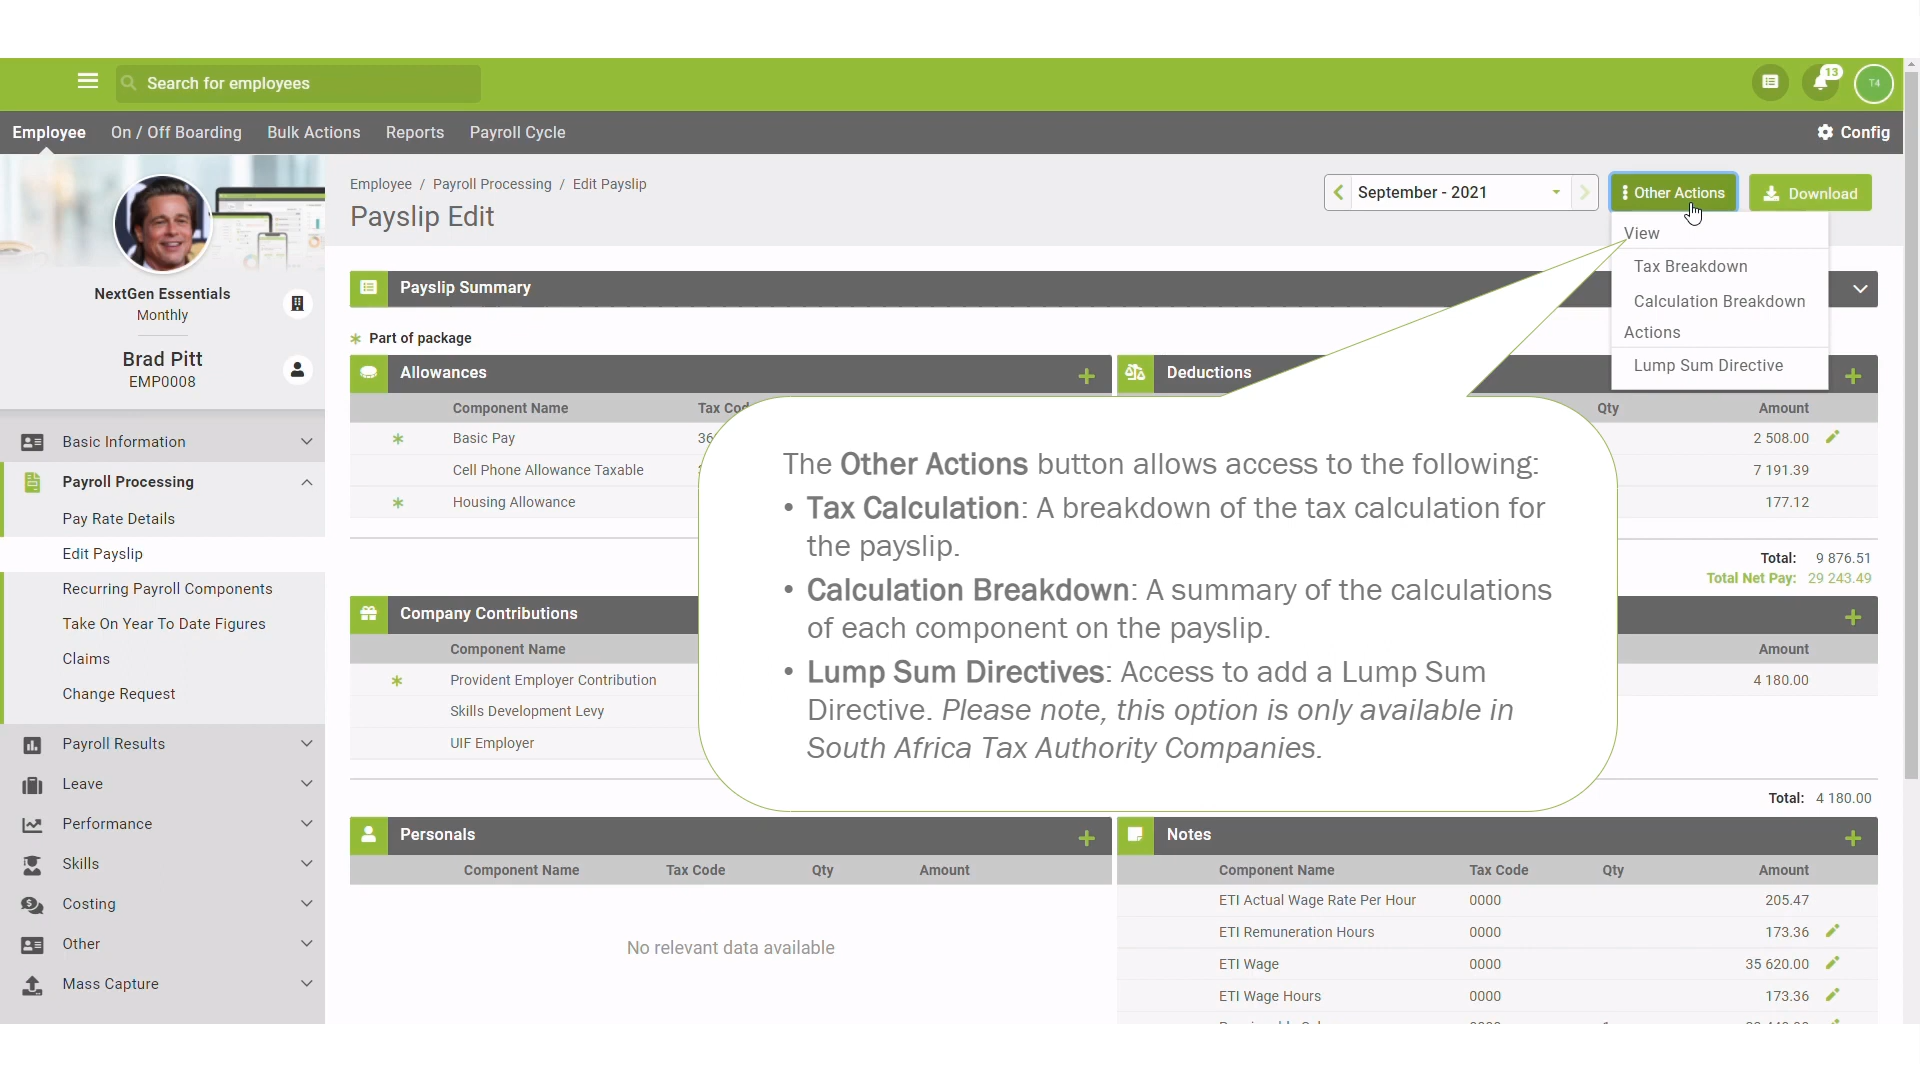 Search for employees
13
T4
Employee
On / Off Boarding
Bulk Actions
Reports
Payroll Cycle
Config
NextGen Essentials
Monthly
Brad Pitt
EMP0008
Basic Information
Payroll Processing
Pay Rate Details
Edit Payslip
Recurring Payroll Components
Take On Year To Date Figures
Claims
Change Request
Payroll Results
Leave
Performance
Skills
Costing
Other
Mass Capture
Employee / Payroll Processing / Edit Payslip
Payslip Edit
September - 2021
Other Actions
Download
View
Tax Breakdown
Calculation Breakdown
Actions
Lump Sum Directive
Payslip Summary
* Part of package
Allowances
Component Name Tax Cod
* Basic Pay 36
Cell Phone Allowance Taxable
* Housing Allowance
Deductions
Qty Amount
2 508.00
7 191.39
177.12
Total: 9 876.51
Total Net Pay: 29 243.49
The Other Actions button allows access to the following:
• Tax Calculation: A breakdown of the tax calculation for
the payslip.
• Calculation Breakdown: A summary of the calculations
of each component on the payslip.
• Lump Sum Directives: Access to add a Lump Sum
Directive. Please note, this option is only available in
South Africa Tax Authority Companies.
Company Contributions
Component Name
* Provident Employer Contribution
Skills Development Levy
UIF Employer
Amount
4 180.00
Total: 4 180.00
Personals
Component Name Tax Code Qty Amount
No relevant data available
Notes
Component Name Tax Code Qty Amount
ETI Actual Wage Rate Per Hour 0000 205.47
ETI Remuneration Hours 0000 173.36
ETI Wage 0000 35 620.00
ETI Wage Hours 0000 173.36